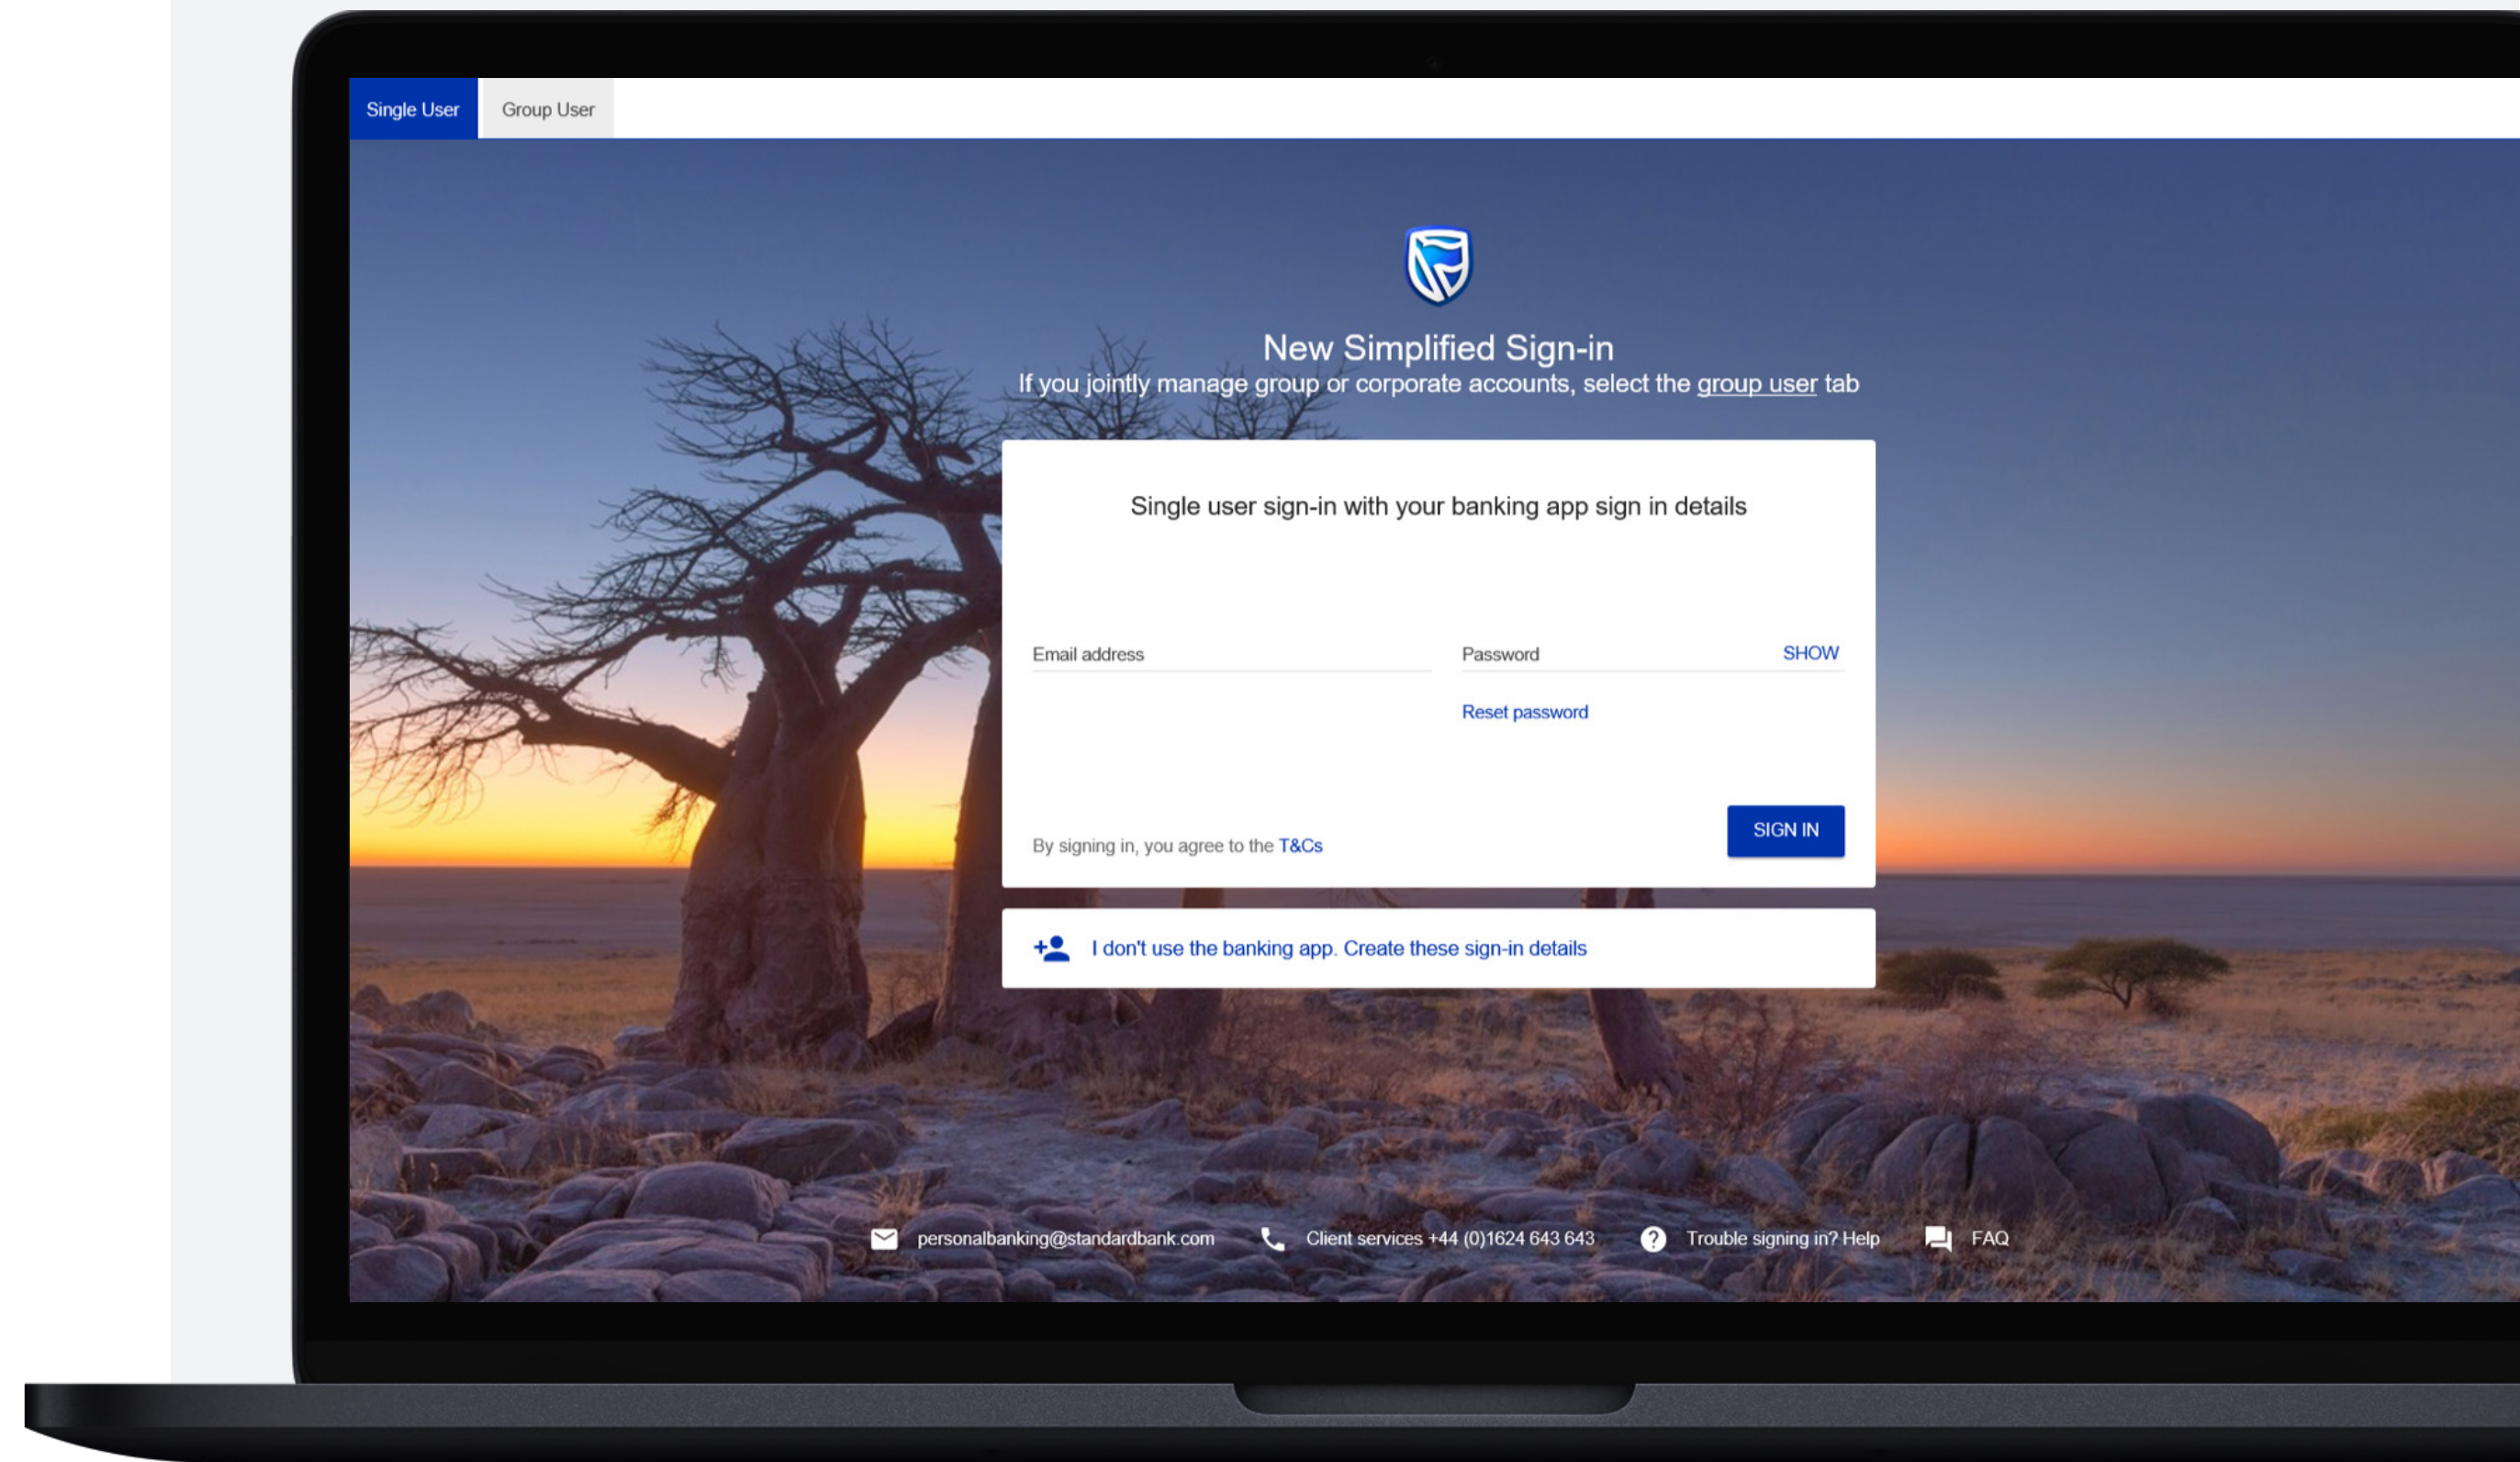 Single User
Group User
New Simplified Sign-in
If you jointly manage group or corporate accounts, select the group user tab
Single user sign-in with your banking app sign in details
Email address
Password
SHOW
Reset password
By signing in, you agree to the T&Cs
SIGN IN
I don't use the banking app. Create these sign-in details
personalbanking@standardbank.com
Client services +44 (0)1624 643 643
Trouble signing in? Help
FAQ